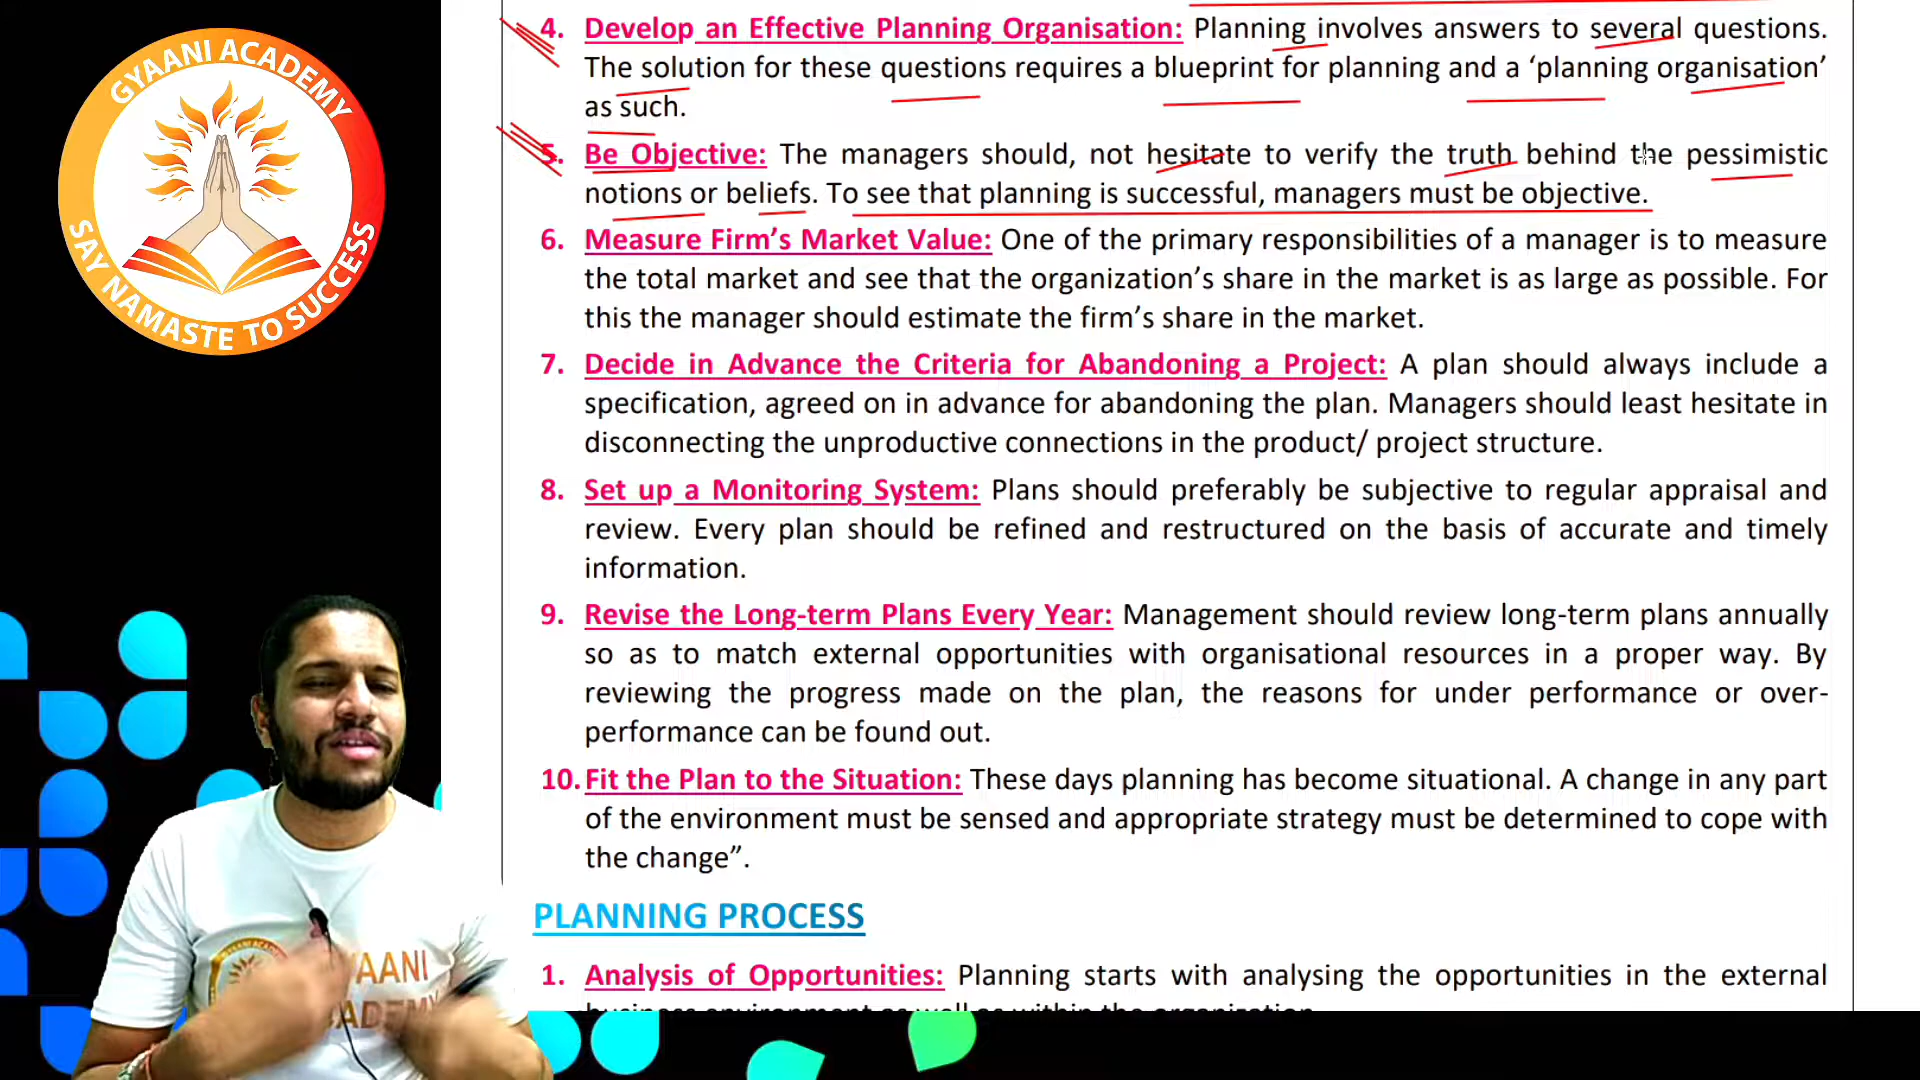 GYAANI ACADEMY
SAY NAMASTE TO SUCCESS
4. Develop an Effective Planning Organisation: Planning involves answers to several questions.
The solution for these questions requires a blueprint for planning and a ‘planning organisation’
as such.
5. Be Objective: The managers should, not hesitate to verify the truth behind the pessimistic
notions or beliefs. To see that planning is successful, managers must be objective.
6. Measure Firm’s Market Value: One of the primary responsibilities of a manager is to measure
the total market and see that the organization’s share in the market is as large as possible. For
this the manager should estimate the firm’s share in the market.
7. Decide in Advance the Criteria for Abandoning a Project: A plan should always include a
specification, agreed on in advance for abandoning the plan. Managers should least hesitate in
disconnecting the unproductive connections in the product/ project structure.
8. Set up a Monitoring System: Plans should preferably be subjective to regular appraisal and
review. Every plan should be refined and restructured on the basis of accurate and timely
information.
9. Revise the Long-term Plans Every Year: Management should review long-term plans annually
so as to match external opportunities with organisational resources in a proper way. By
reviewing the progress made on the plan, the reasons for under performance or over-
performance can be found out.
10. Fit the Plan to the Situation: These days planning has become situational. A change in any part
of the environment must be sensed and appropriate strategy must be determined to cope with
the change”.
PLANNING PROCESS
1. Analysis of Opportunities: Planning starts with analysing the opportunities in the external
business environment as well as within the organization.